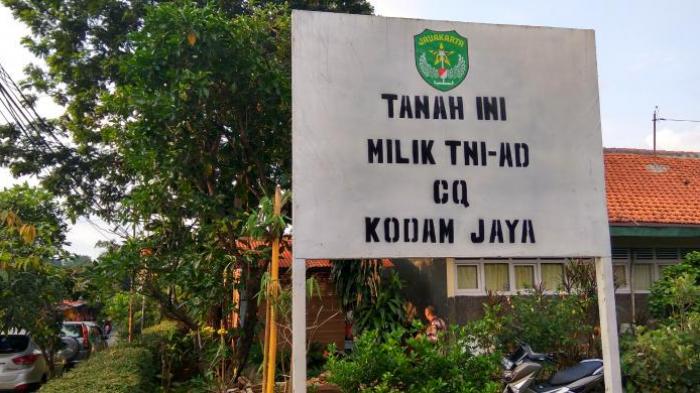 JAYAKARTA
TANAH INI
MILIK TNI-AD
CQ
KODAM JAYA